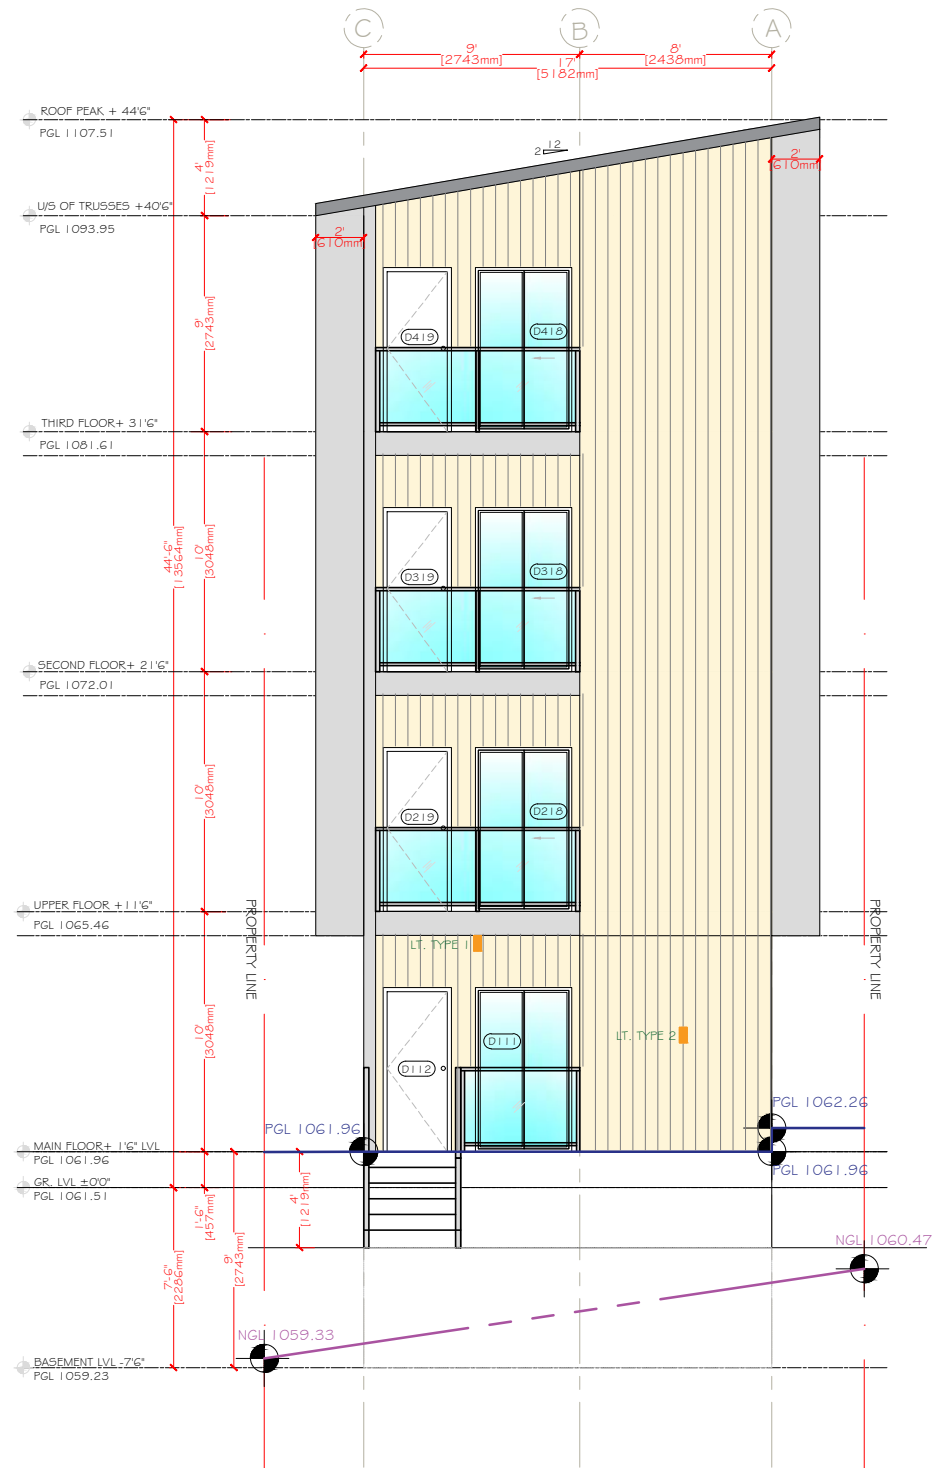 C
B
A
9'
[2743mm]
8'
[2438mm]
17'
[5182mm]
ROOF PEAK + 44'6"
PGL 1107.51
12
2
2'
[610mm]
4'
[1219mm]
U/S OF TRUSSES +40'6"
PGL 1093.95
2'
[610mm]
9'
[2743mm]
D419
D418
THIRD FLOOR+ 31'6"
PGL 1081.61
44'-6"
[13564mm]
10'
[3048mm]
D319
D318
SECOND FLOOR+ 21'6"
PGL 1072.01
10'
[3048mm]
D219
D218
UPPER FLOOR +11'6"
PGL 1065.46
PROPERTY LINE
PROPERTY LINE
LT. TYPE 1
LT. TYPE 2
10'
[3048mm]
D111
D112
PGL 1062.26
PGL 1061.96
MAIN FLOOR+ 1'6" LVL
PGL 1061.96
PGL 1061.96
GR. LVL ±0'0"
PGL 1061.51
4'
[1219mm]
1'-6"
[457mm]
7'-6"
[2286mm]
9'
[2743mm]
NGL 1060.47
NGL 1059.33
BASEMENT LVL -7'6"
PGL 1059.23